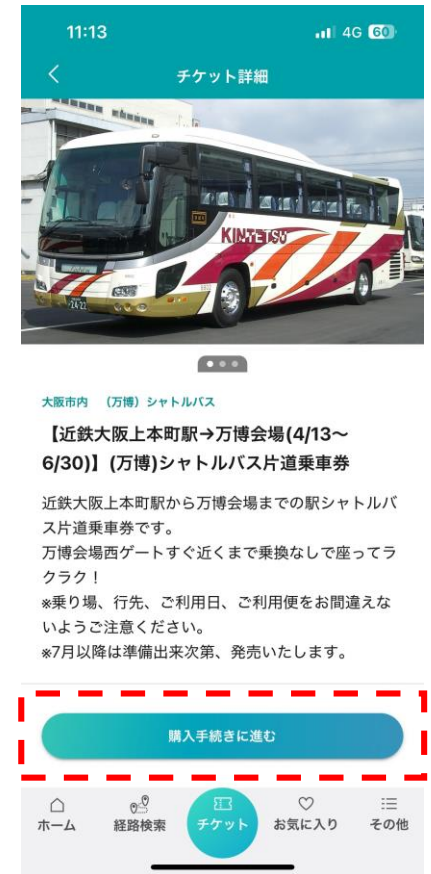 11:13
4G 60
チケット詳細
KINTETSU
2422
大阪市内 （万博）シャトルバス
【近鉄大阪上本町駅→万博会場(4/13～
6/30)】(万博)シャトルバス片道乗車券
近鉄大阪上本町駅から万博会場までの駅シャトルバ
ス片道乗車券です。
万博会場西ゲートすぐ近くまで乗換なしで座ってラ
クラク！
※乗り場、行先、ご利用日、ご利用便をお間違えな
いようご注意ください。
※7月以降は準備出来次第、発売いたします。
購入手続きに進む
ホーム 経路検索 チケット お気に入り その他